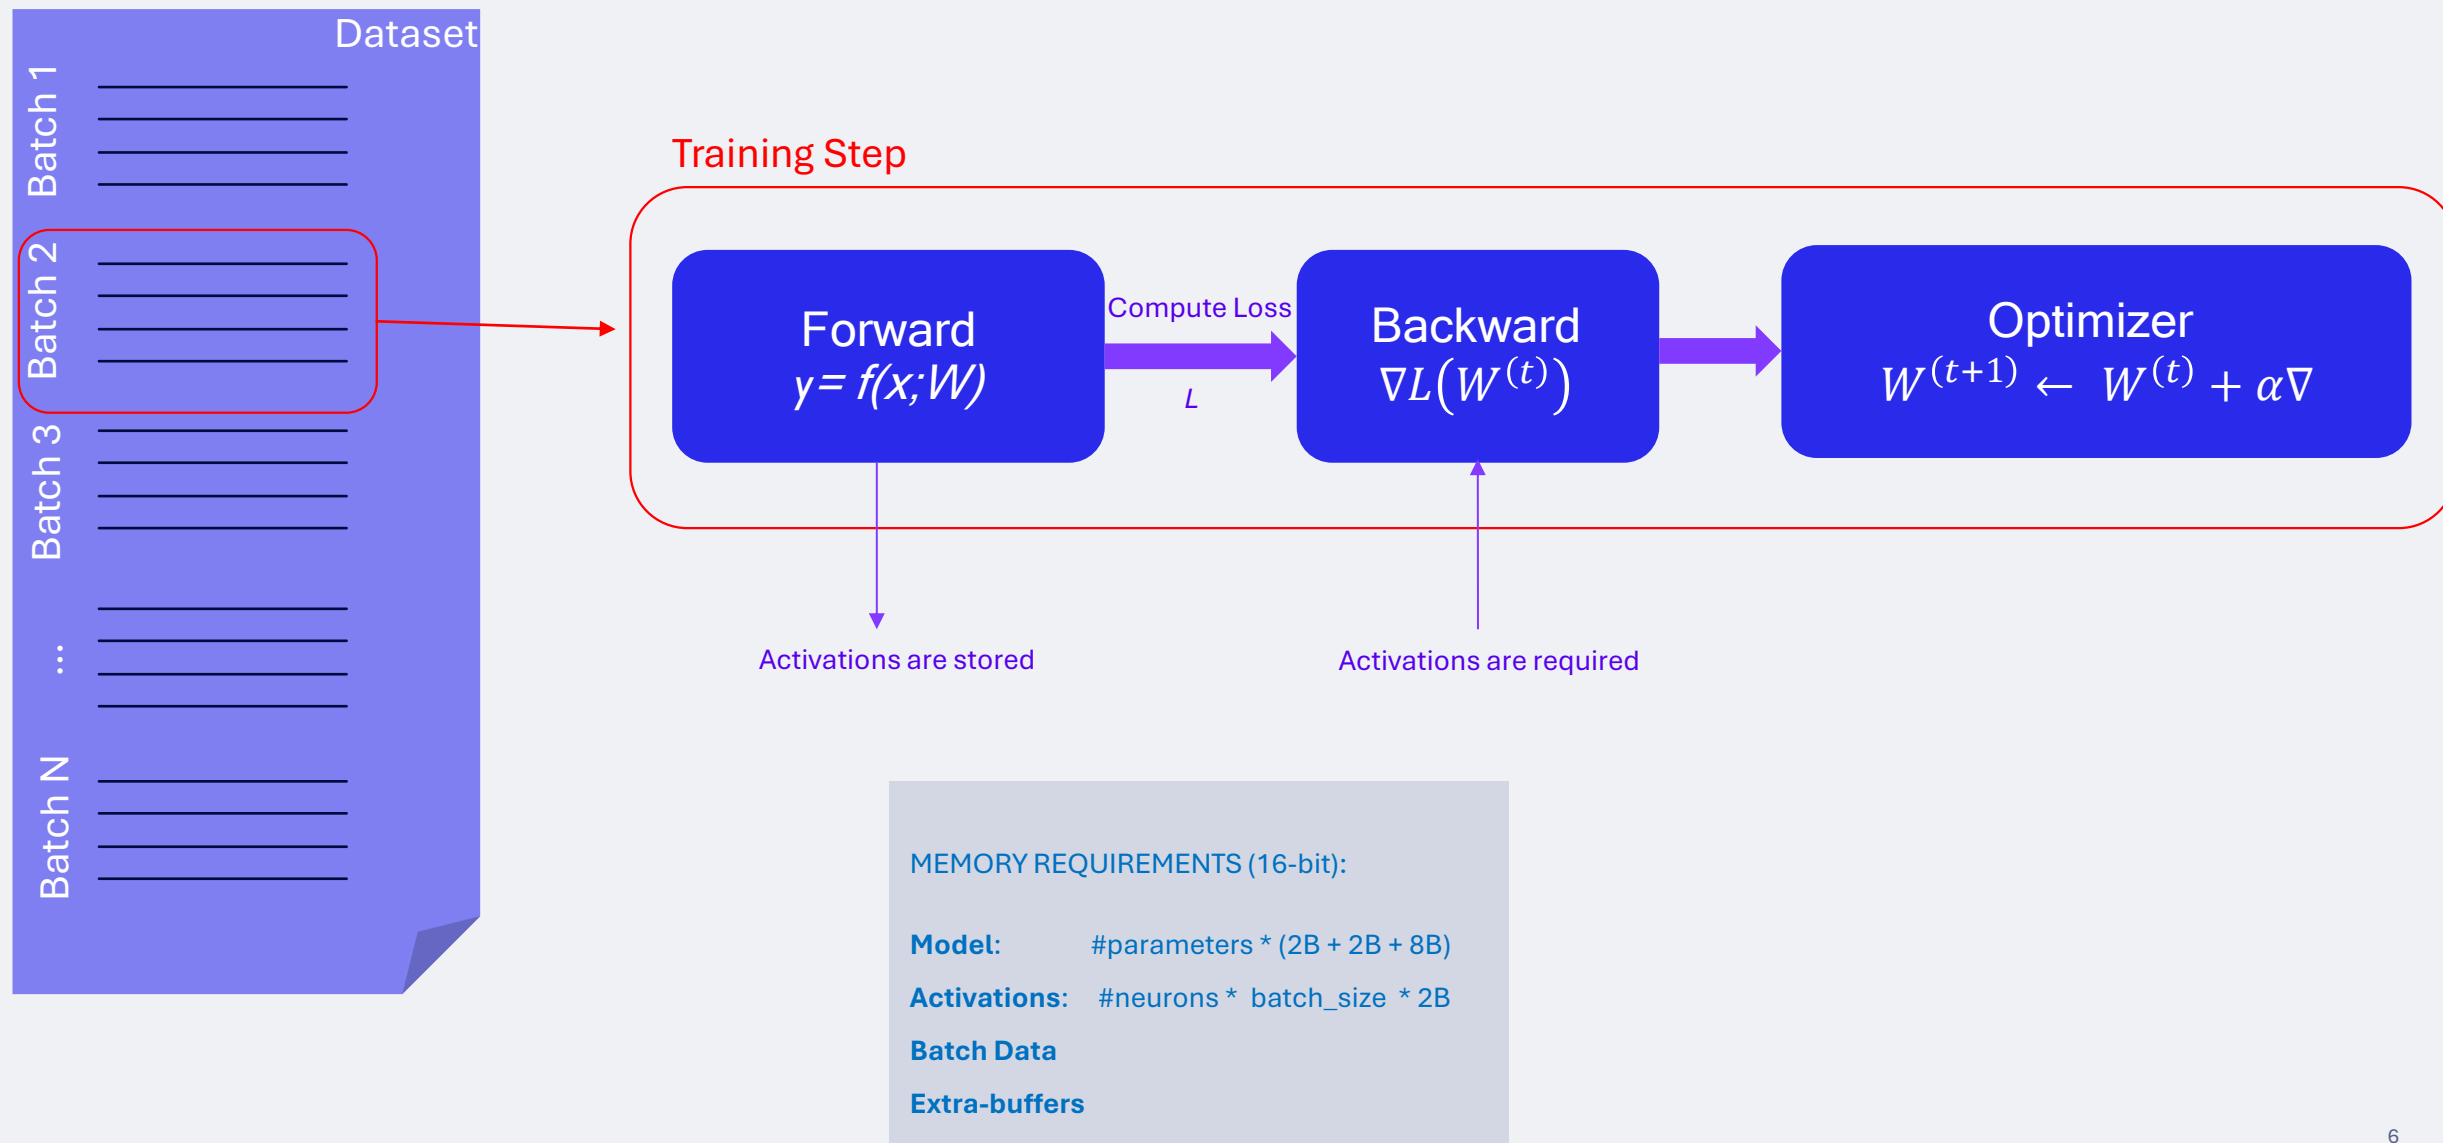 Dataset
Batch 1
Batch 2
Batch 3
...
Batch N
Training Step
Forward
y= f(x;W)
Compute Loss
L
Backward
∇L(W^(t))
Optimizer
W^(t+1) ← W^(t) + α∇
Activations are stored
Activations are required
MEMORY REQUIREMENTS (16-bit):
Model: #parameters * (2B + 2B + 8B)
Activations: #neurons * batch_size * 2B
Batch Data
Extra-buffers
6